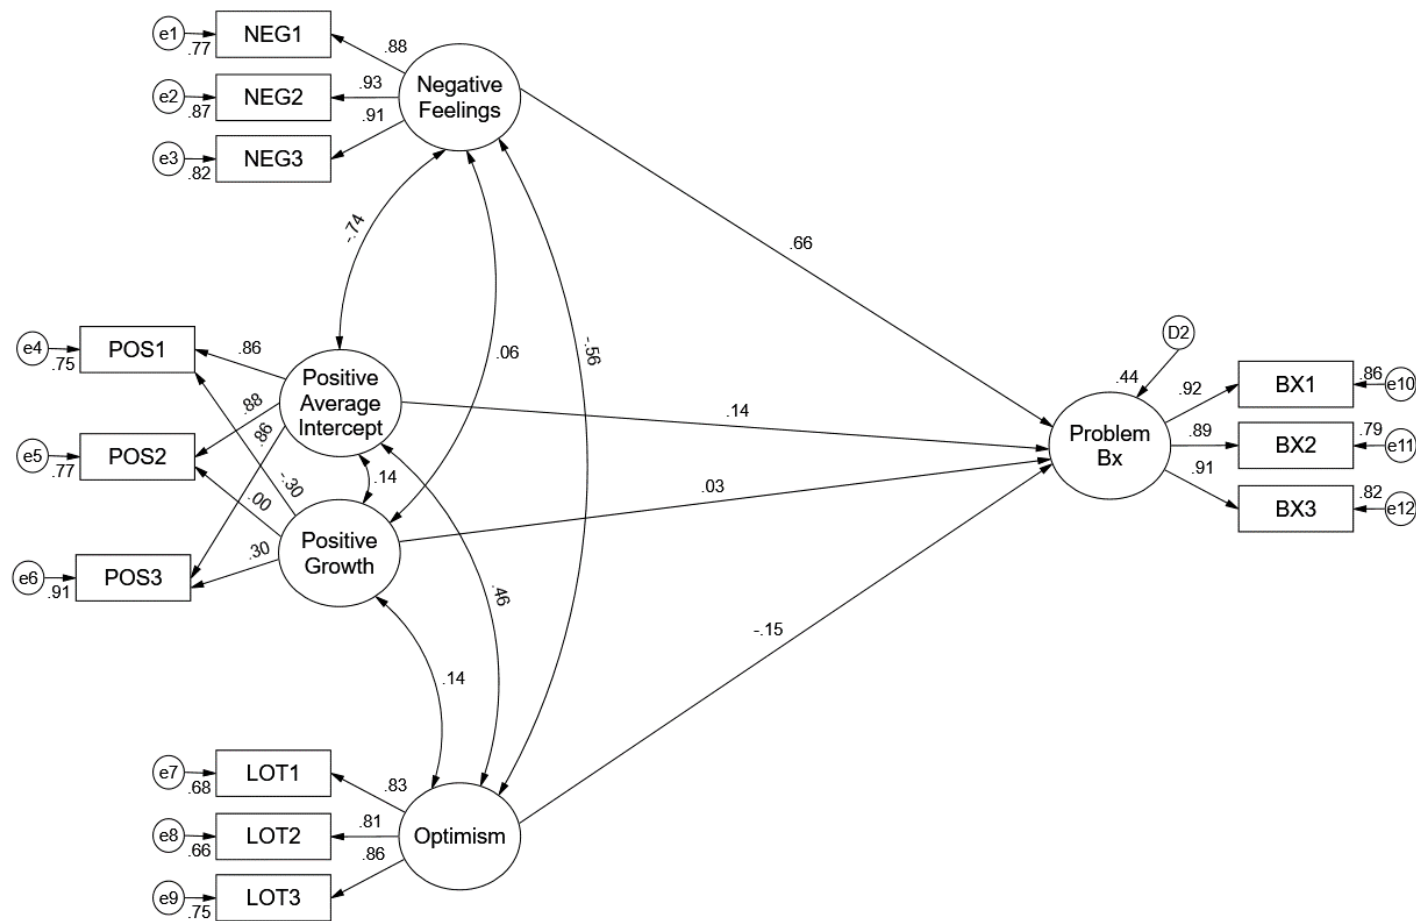 e1
.77
NEG1
.88
e2
.87
NEG2
.93
e3
.82
NEG3
.91
Negative
Feelings
-.74
.06
-.56
.66
e4
.75
POS1
.86
e5
.77
POS2
.88
e6
.91
POS3
.86
Positive
Average
Intercept
.14
-.30
.00
.30
Positive
Growth
.14
.03
.46
.14
-.15
e7
.68
LOT1
.83
e8
.66
LOT2
.81
e9
.75
LOT3
.86
Optimism
D2
.44
Problem
Bx
.92
BX1
.86
e10
.89
BX2
.79
e11
.91
BX3
.82
e12